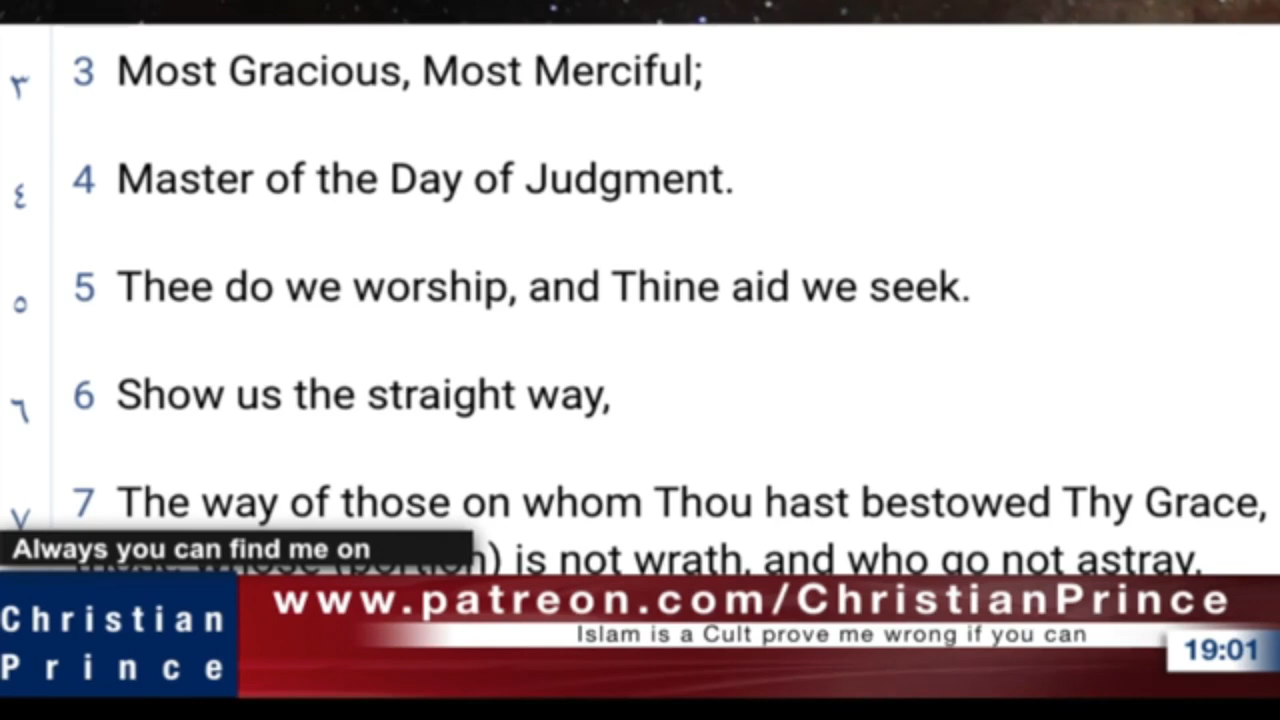 ٣ 3 Most Gracious, Most Merciful;
٤ 4 Master of the Day of Judgment.
٥ 5 Thee do we worship, and Thine aid we seek.
٦ 6 Show us the straight way,
٧ 7 The way of those on whom Thou hast bestowed Thy Grace,
those whose (portion) is not wrath, and who go not astray.
Always you can find me on
Christian
Prince
www.patreon.com/ChristianPrince
Islam is a Cult prove me wrong if you can
19:01